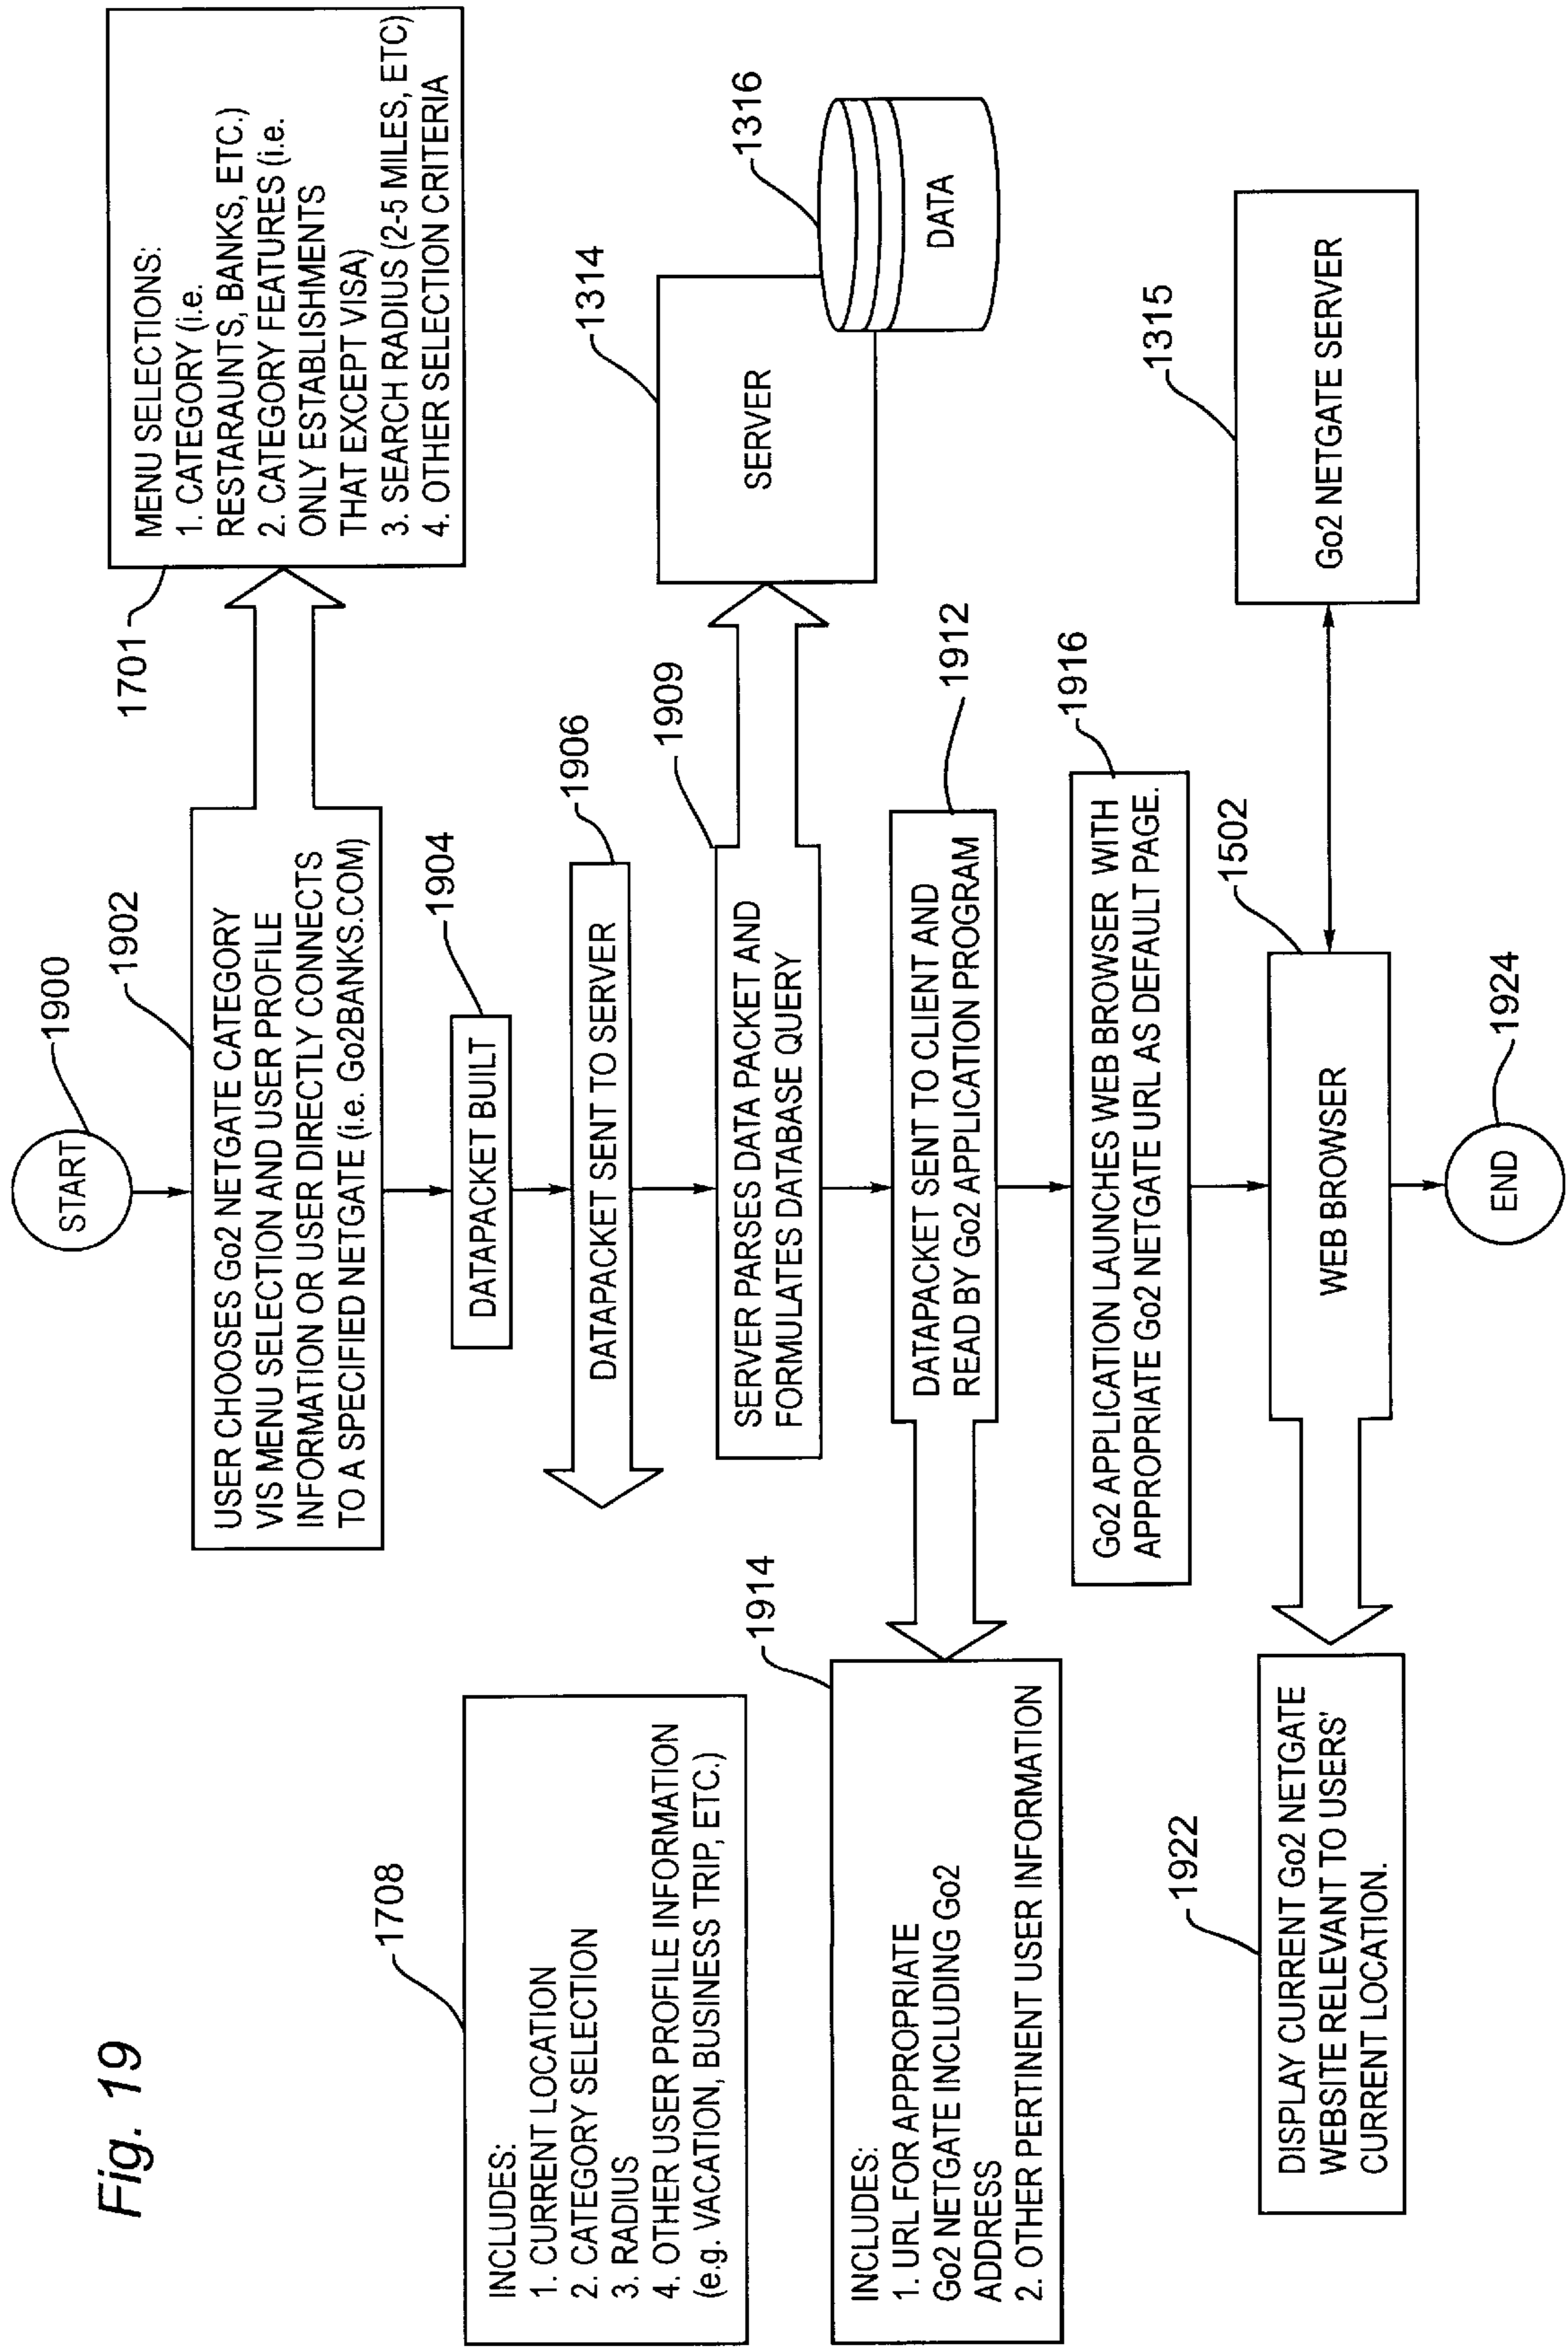 Fig. 19
START
1900
USER CHOOSES Go2 NETGATE CATEGORY
VIS MENU SELECTION AND USER PROFILE
INFORMATION OR USER DIRECTLY CONNECTS
TO A SPECIFIED NETGATE (i.e. Go2BANKS.COM)
1902
MENU SELECTIONS:
1. CATEGORY (i.e.
RESTARAUNTS, BANKS, ETC.)
2. CATEGORY FEATURES (i.e.
ONLY ESTABLISHMENTS
THAT EXCEPT VISA)
3. SEARCH RADIUS (2-5 MILES, ETC)
4. OTHER SELECTION CRITERIA
1701
DATAPACKET BUILT
1904
DATAPACKET SENT TO SERVER
1906
INCLUDES:
1. CURRENT LOCATION
2. CATEGORY SELECTION
3. RADIUS
4. OTHER USER PROFILE INFORMATION
(e.g. VACATION, BUSINESS TRIP, ETC.)
1708
SERVER PARSES DATA PACKET AND
FORMULATES DATABASE QUERY
1909
SERVER
1314
DATA
1316
DATAPACKET SENT TO CLIENT AND
READ BY Go2 APPLICATION PROGRAM
1912
INCLUDES:
1. URL FOR APPROPRIATE
Go2 NETGATE INCLUDING Go2
ADDRESS
2. OTHER PERTINENT USER INFORMATION
1914
Go2 APPLICATION LAUNCHES WEB BROWSER WITH
APPROPRIATE Go2 NETGATE URL AS DEFAULT PAGE.
1916
WEB BROWSER
1502
Go2 NETGATE SERVER
1315
DISPLAY CURRENT Go2 NETGATE
WEBSITE RELEVANT TO USERS'
CURRENT LOCATION.
1922
END
1924